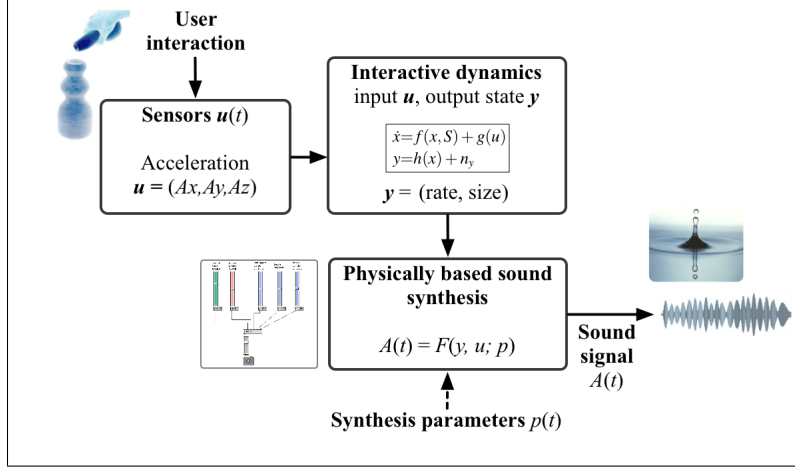 User
interaction
Sensors u(t)
Acceleration
u = (Ax,Ay,Az)
Interactive dynamics
input u, output state y
ẋ=f(x,S)+g(u)
y=h(x)+n_y
y = (rate, size)
Physically based sound
synthesis
A(t) = F(y, u; p)
Sound
signal
A(t)
Synthesis parameters p(t)